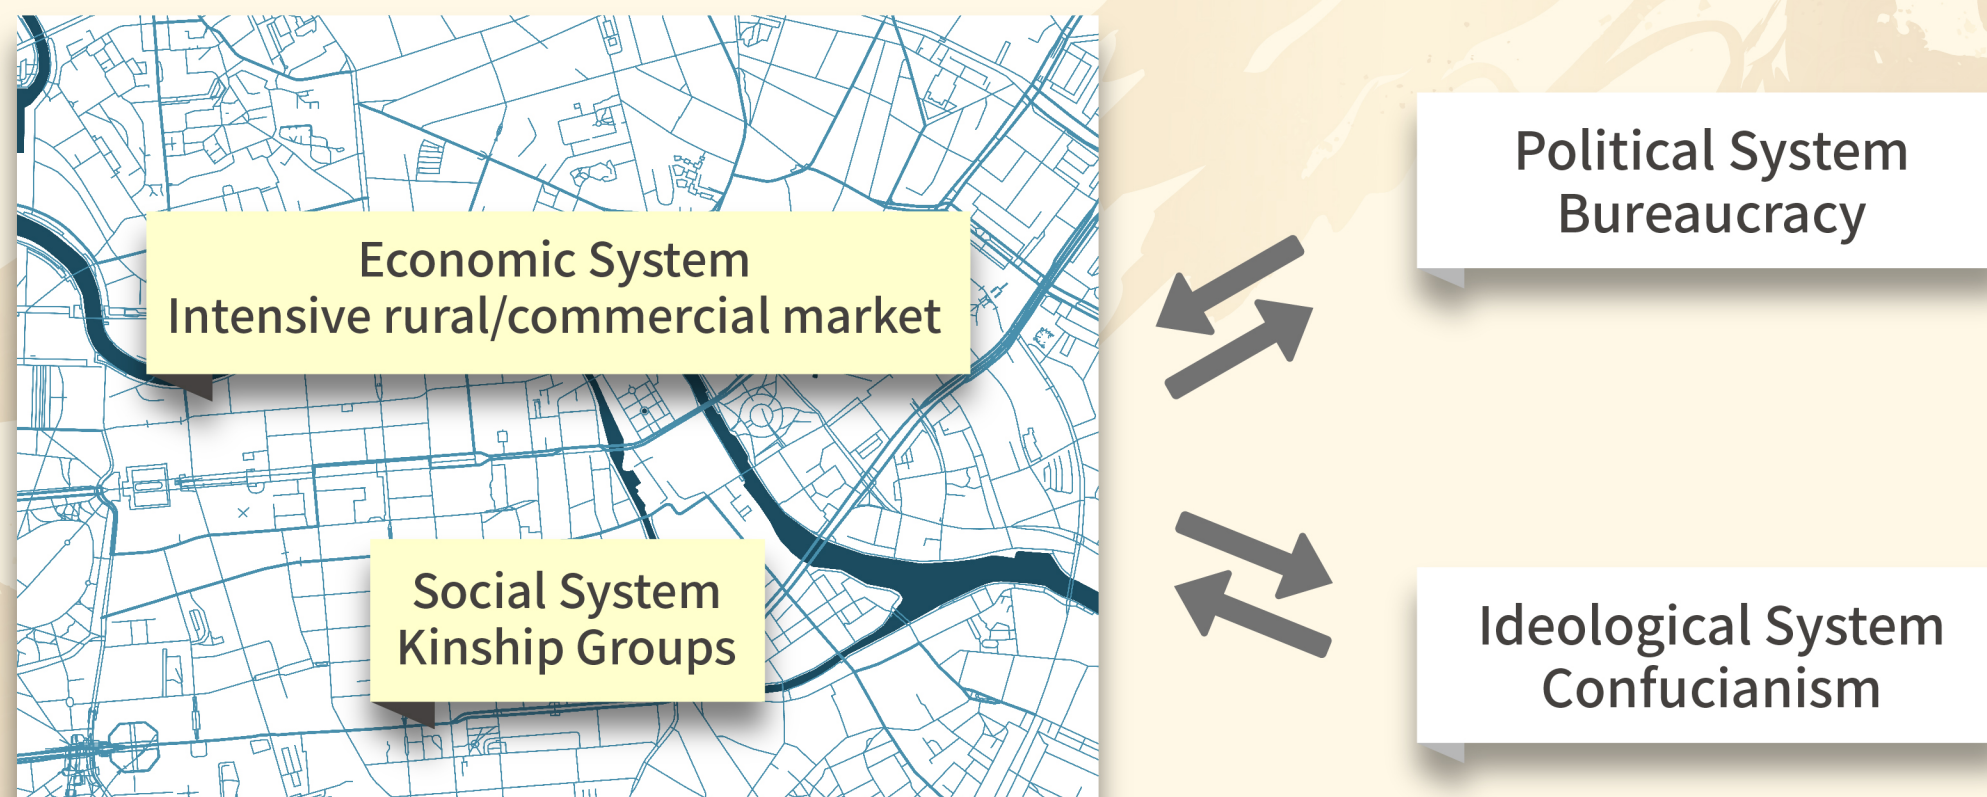 Economic System
Intensive rural/commercial market
Social System
Kinship Groups
Political System
Bureaucracy
Ideological System
Confucianism